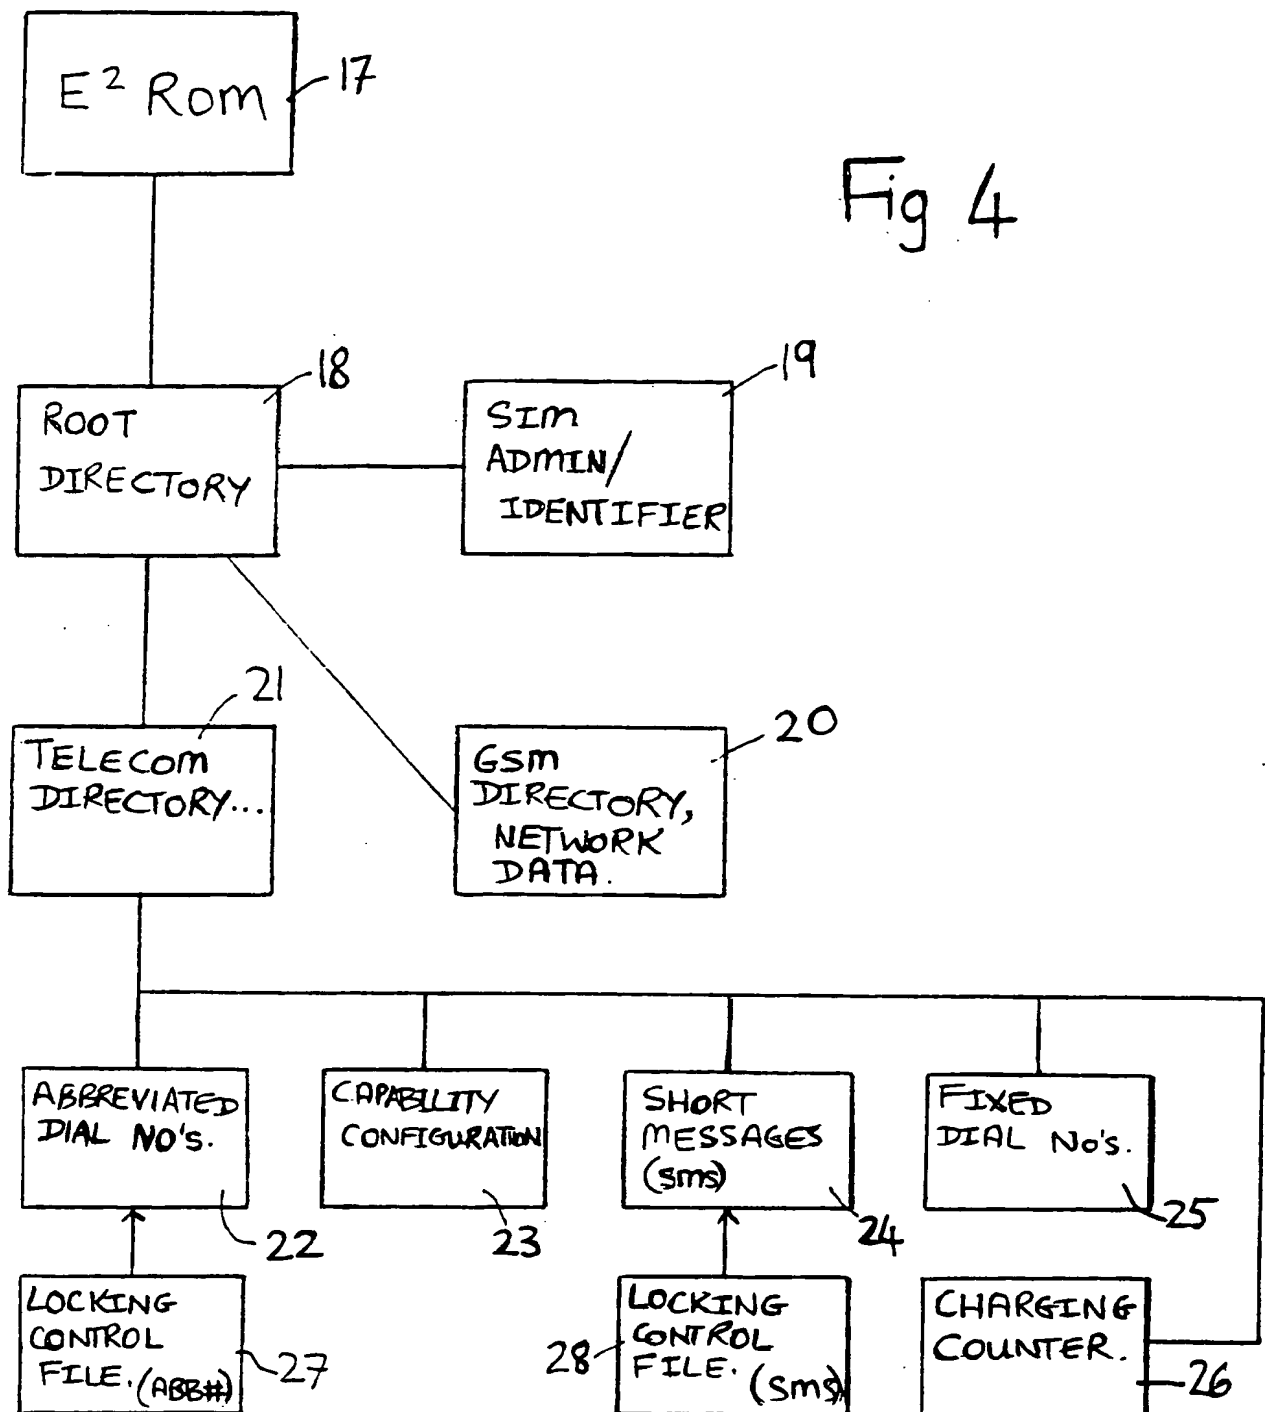 E² Rom
17
Fig 4
18
ROOT
DIRECTORY
19
SIM
ADMIN/
IDENTIFIER
21
TELECOM
DIRECTORY...
20
GSM
DIRECTORY,
NETWORK
DATA.
ABBREVIATED
DIAL NO'S.
22
CAPABILITY
CONFIGURATION
23
SHORT
MESSAGES
(SMS)
24
FIXED
DIAL No's.
25
LOCKING
CONTROL
FILE. (ABB#)
27
LOCKING
CONTROL
FILE. (SMS)
28
CHARGING
COUNTER.
26